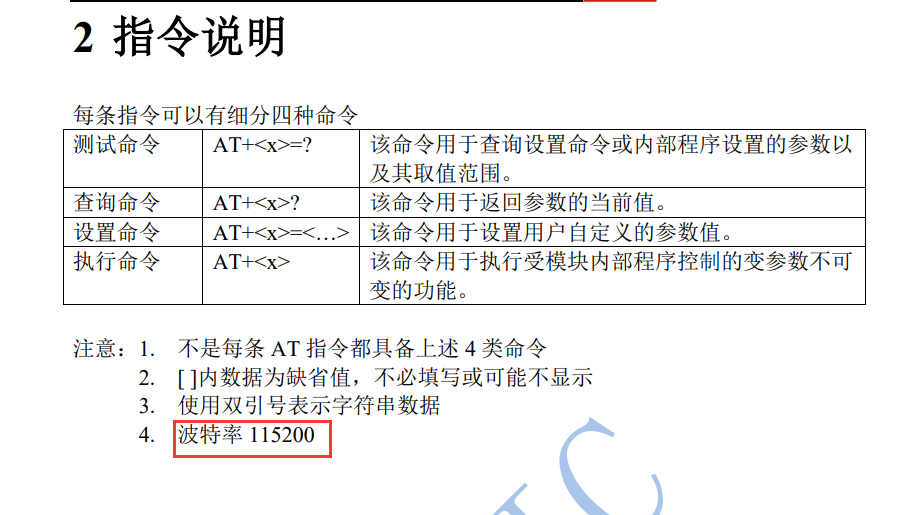 2 指令说明
每条指令可以有细分四种命令
测试命令 AT+<x>=? 该命令用于查询设置命令或内部程序设置的参数以
及其取值范围。
查询命令 AT+<x>? 该命令用于返回参数的当前值。
设置命令 AT+<x>=<…> 该命令用于设置用户自定义的参数值。
执行命令 AT+<x> 该命令用于执行受模块内部程序控制的变参数不可
变的功能。
注意：1. 不是每条 AT 指令都具备上述 4 类命令
2. [ ]内数据为缺省值，不必填写或可能不显示
3. 使用双引号表示字符串数据
4. 波特率 115200